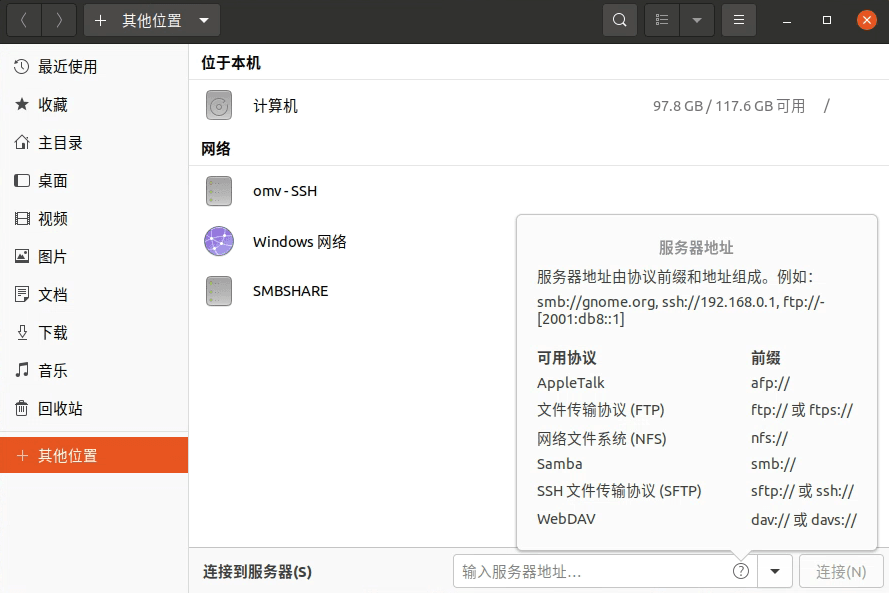 其他位置
最近使用
收藏
主目录
桌面
视频
图片
文档
下载
音乐
回收站
其他位置
位于本机
计算机 97.8 GB / 117.6 GB 可用 /
网络
omv - SSH
Windows 网络
SMBSHARE
服务器地址
服务器地址由协议前缀和地址组成。例如：
smb://gnome.org, ssh://192.168.0.1, ftp://-
[2001:db8::1]
可用协议 前缀
AppleTalk afp://
文件传输协议 (FTP) ftp:// 或 ftps://
网络文件系统 (NFS) nfs://
Samba smb://
SSH 文件传输协议 (SFTP) sftp:// 或 ssh://
WebDAV dav:// 或 davs://
连接到服务器(S) 输入服务器地址... 连接(N)